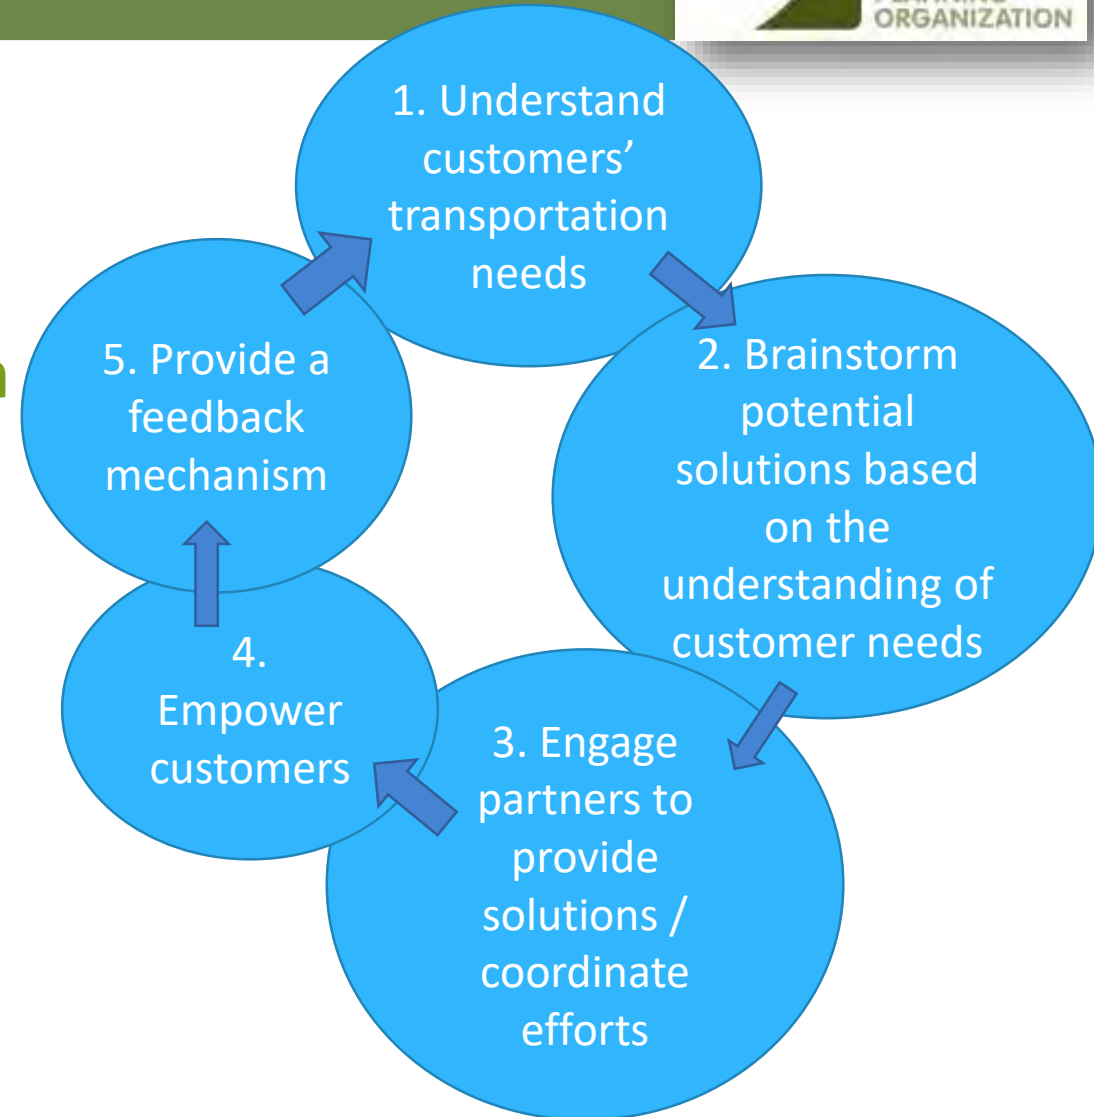 ORGANIZATION
1. Understand
customers’
transportation
needs
2. Brainstorm
potential
solutions based
on the
understanding of
customer needs
3. Engage
partners to
provide
solutions /
coordinate
efforts
4.
Empower
customers
5. Provide a
feedback
mechanism